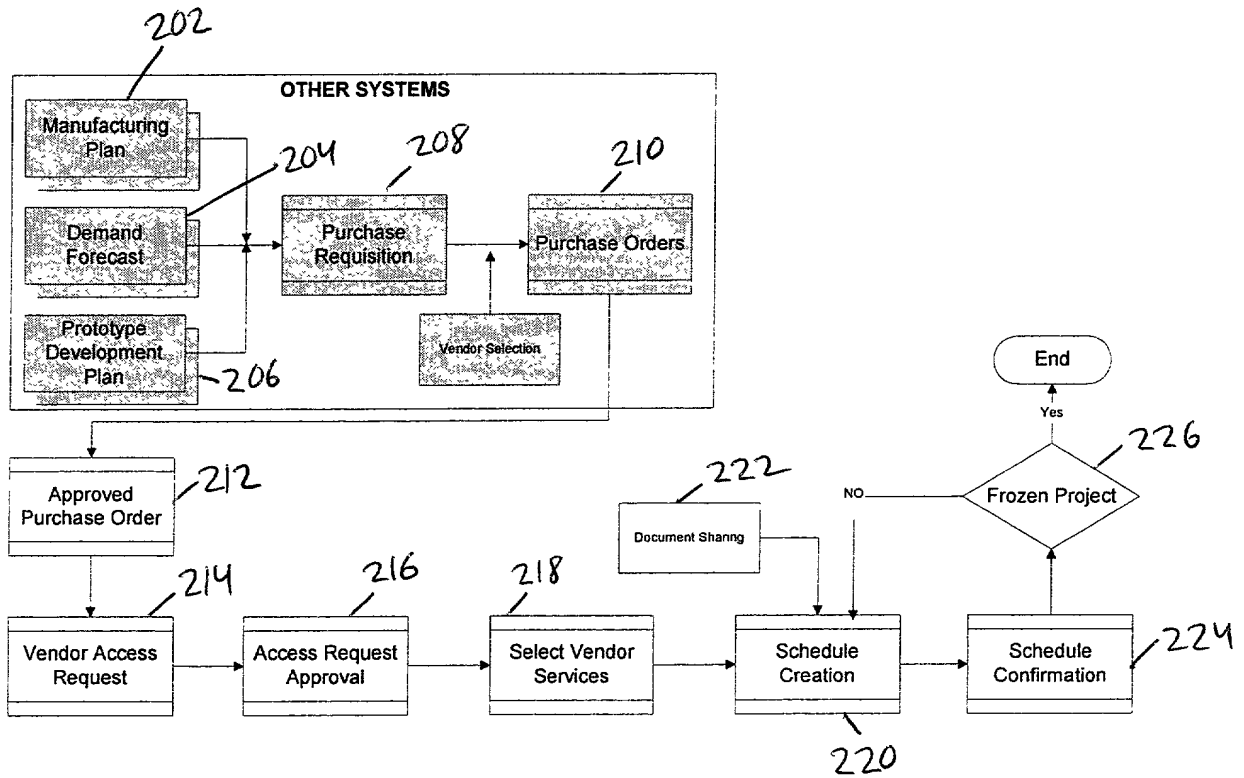 202
OTHER SYSTEMS
Manufacturing
Plan
204
208
210
Demand
Forecast
Purchase
Requisition
Purchase Orders
Prototype
Development
Plan
206
Vendor Selection
End
Yes
226
Frozen Project
NO
212
Approved
Purchase Order
222
Document Sharng
214
216
218
Vendor Access
Request
Access Request
Approval
Select Vendor
Services
Schedule
Creation
Schedule
Confirmation
224
220